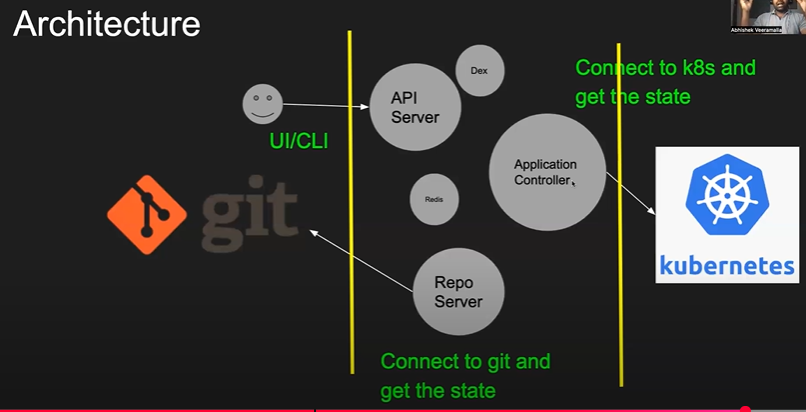 Architecture
Abhishek Veeramalla
Dex
Connect to k8s and
get the state
API
Server
UI/CLI
Application
Controller
git
Redis
kubernetes
Repo
Server
Connect to git and
get the state